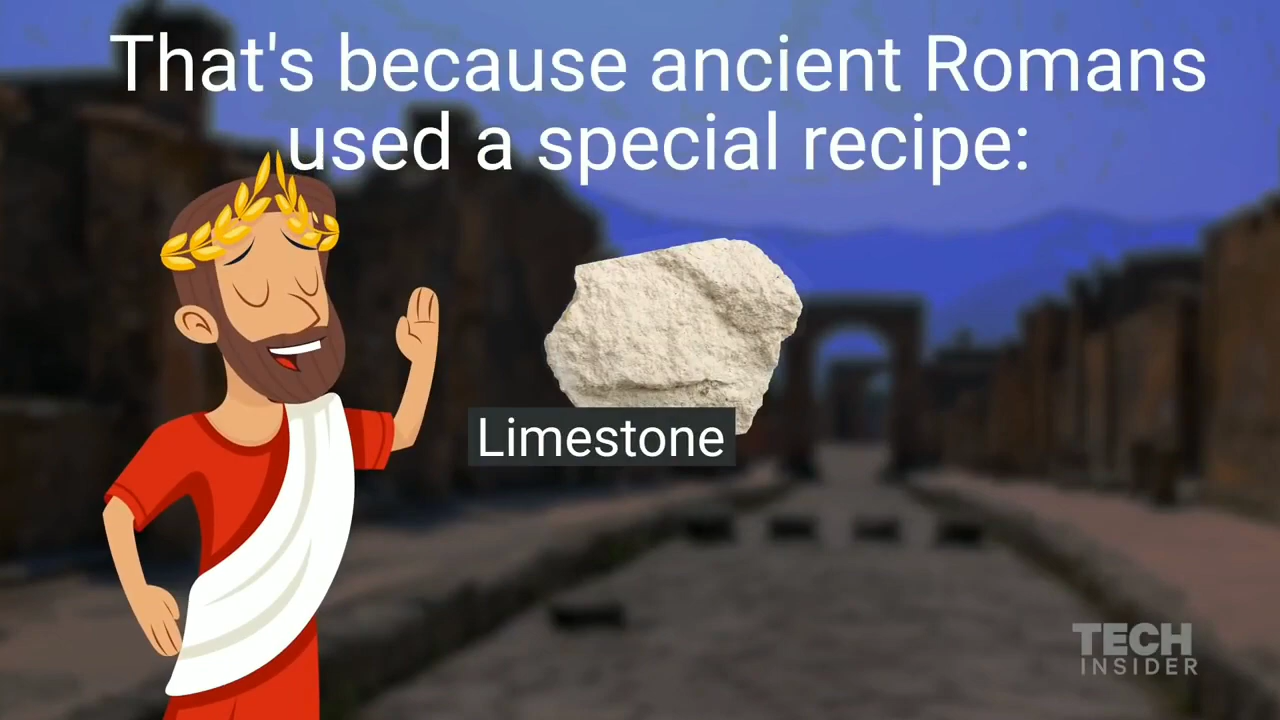 That's because ancient Romans
used a special recipe:
Limestone
TECH
INSIDER